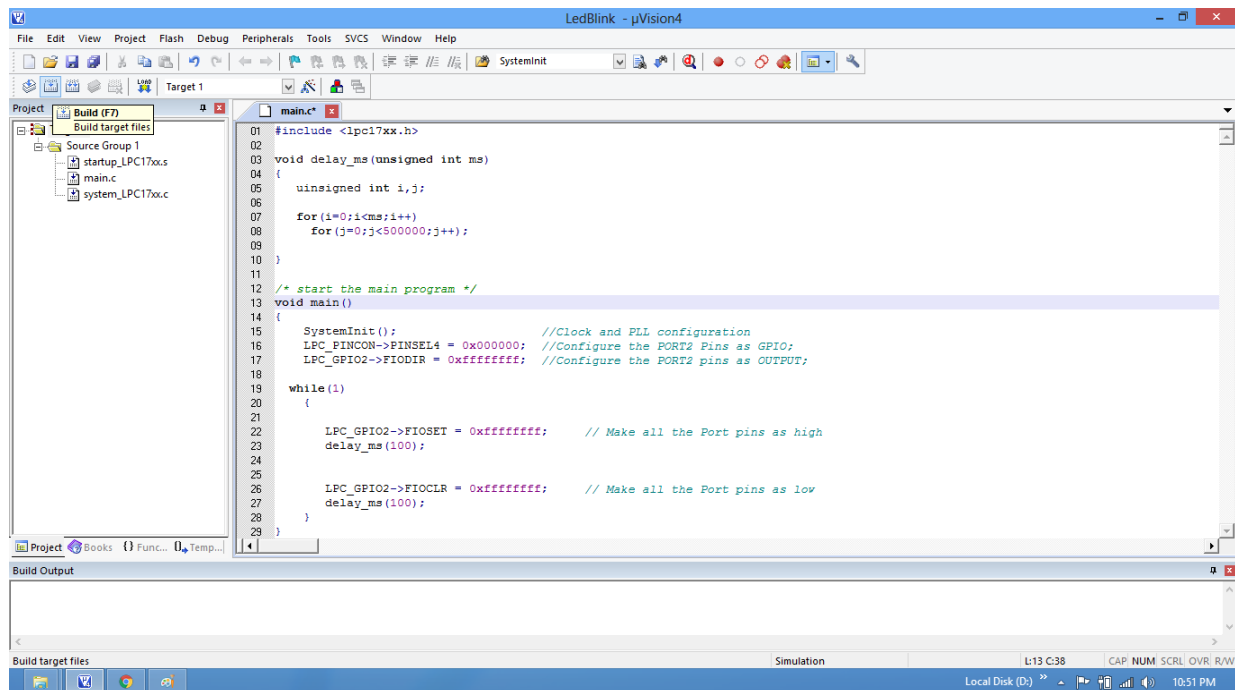 LedBlink - µVision4
File Edit View Project Flash Debug Peripherals Tools SVCS Window Help
SystemInit
LOAD
Target 1
Project
Build (F7)
Build target files
Source Group 1
startup_LPC17xx.s
main.c
system_LPC17xx.c
main.c*
01 #include <lpc17xx.h>
02
03 void delay_ms(unsigned int ms)
04 {
05 uinsigned int i,j;
06
07 for(i=0;i<ms;i++)
08 for(j=0;j<500000;j++);
09
10 }
11
12 /* start the main program */
13 void main()
14 {
15 SystemInit(); //Clock and PLL configuration
16 LPC_PINCON->PINSEL4 = 0x000000; //Configure the PORT2 Pins as GPIO;
17 LPC_GPIO2->FIODIR = 0xffffffff; //Configure the PORT2 pins as OUTPUT;
18
19 while(1)
20 {
21
22 LPC_GPIO2->FIOSET = 0xffffffff; // Make all the Port pins as high
23 delay_ms(100);
24
25
26 LPC_GPIO2->FIOCLR = 0xffffffff; // Make all the Port pins as low
27 delay_ms(100);
28 }
29 }
Project Books {} Func... 0 Temp...
Build Output
Build target files Simulation L:13 C:38 CAP NUM SCRL OVR R/W
Local Disk (D:) 10:51 PM